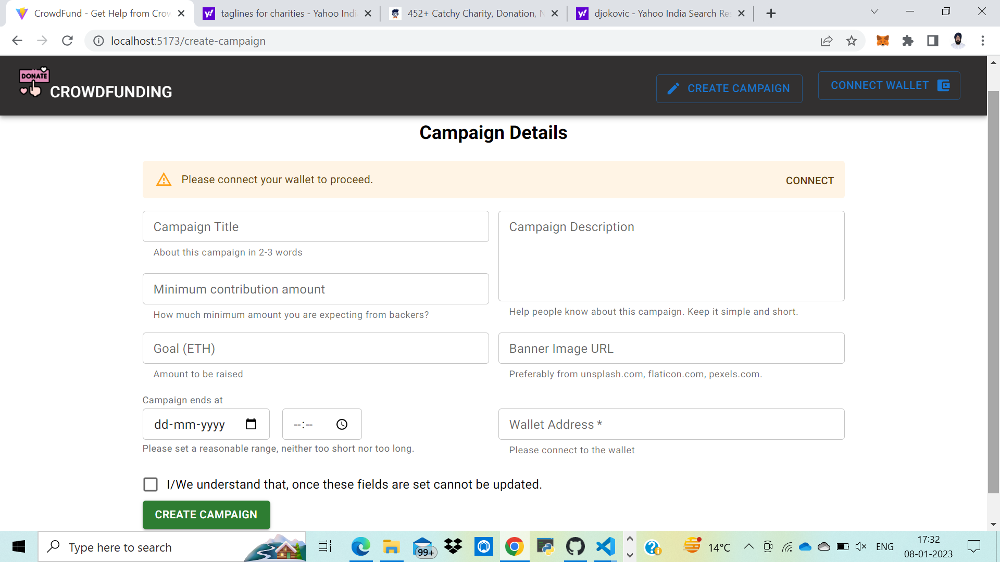 CrowdFund - Get Help from Crow
taglines for charities - Yahoo Indi
452+ Catchy Charity, Donation, N
djokovic - Yahoo India Search Res
localhost:5173/create-campaign
DONATE
CROWDFUNDING
CREATE CAMPAIGN
CONNECT WALLET
Campaign Details
Please connect your wallet to proceed.
CONNECT
Campaign Title
About this campaign in 2-3 words
Campaign Description
Help people know about this campaign. Keep it simple and short.
Minimum contribution amount
How much minimum amount you are expecting from backers?
Goal (ETH)
Amount to be raised
Banner Image URL
Preferably from unsplash.com, flaticon.com, pexels.com.
Campaign ends at
dd-mm-yyyy
--:--
Please set a reasonable range, neither too short nor too long.
Wallet Address *
Please connect to the wallet
I/We understand that, once these fields are set cannot be updated.
CREATE CAMPAIGN
Type here to search
99+
14°C
ENG
17:32
08-01-2023